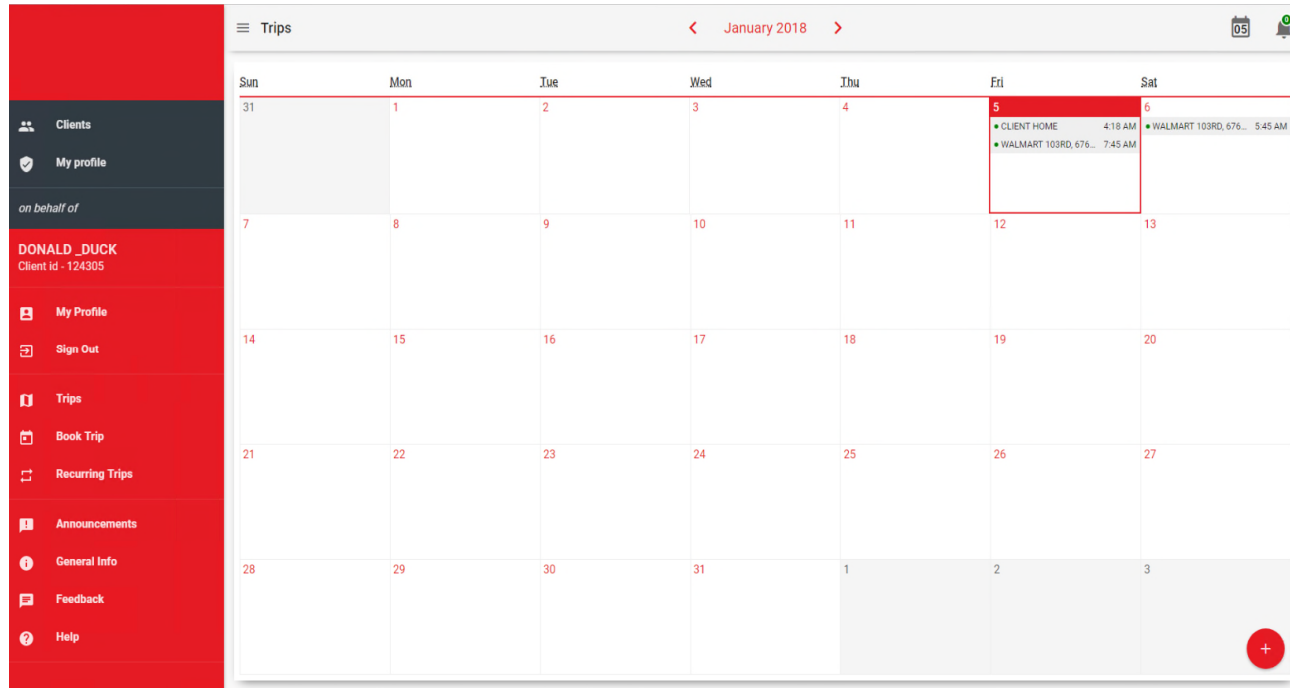 Trips
January 2018
05
0
Clients
My profile
on behalf of
DONALD _DUCK
Client id - 124305
My Profile
Sign Out
Trips
Book Trip
Recurring Trips
Announcements
General Info
Feedback
Help
Sun Mon Tue Wed Thu Fri Sat
31 1 2 3 4 5 6
CLIENT HOME 4:18 AM
WALMART 103RD, 676... 7:45 AM
WALMART 103RD, 676... 5:45 AM
7 8 9 10 11 12 13
14 15 16 17 18 19 20
21 22 23 24 25 26 27
28 29 30 31 1 2 3
+